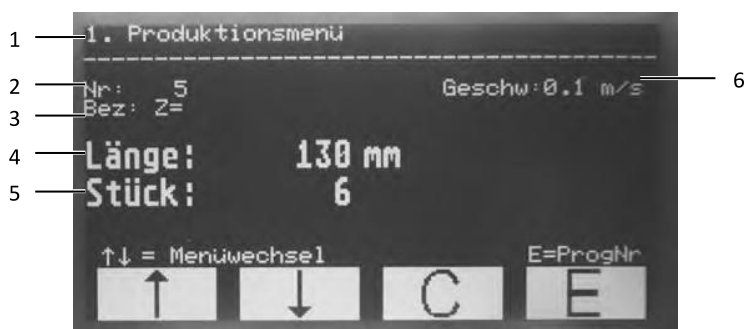 1 1. Produktionsmenü
2 Nr: 5 Geschw:0.1 m/s 6
3 Bez: Z=
4 Länge: 130 mm
5 Stück: 6
↑↓ = Menüwechsel E=ProgNr
↑ ↓ C E